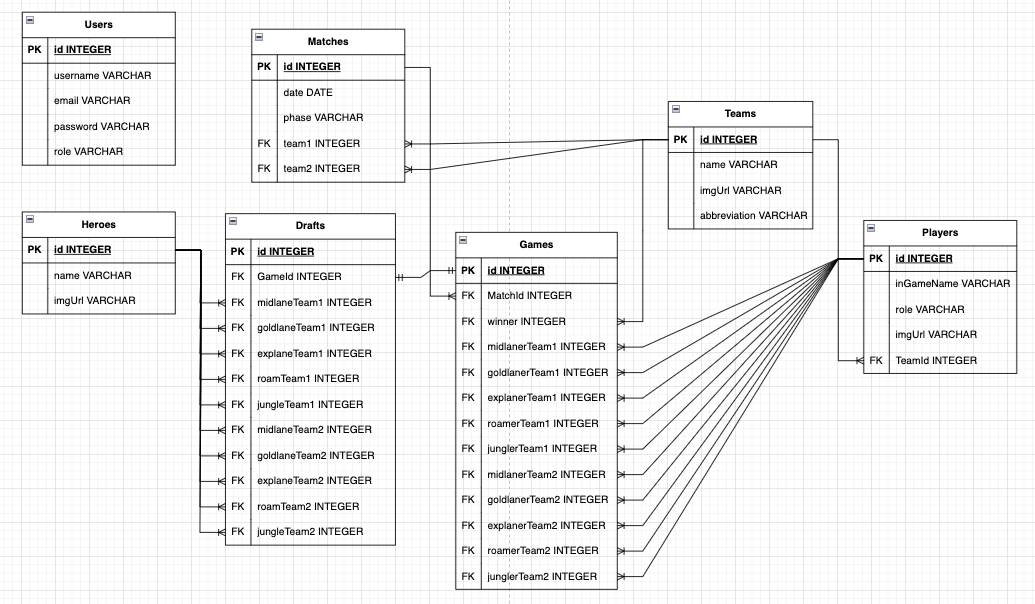 Users
PK id INTEGER
username VARCHAR
email VARCHAR
password VARCHAR
role VARCHAR
Matches
PK id INTEGER
date DATE
phase VARCHAR
FK team1 INTEGER
FK team2 INTEGER
Teams
PK id INTEGER
name VARCHAR
imgUrl VARCHAR
abbreviation VARCHAR
Heroes
PK id INTEGER
name VARCHAR
imgUrl VARCHAR
Drafts
PK id INTEGER
FK GameId INTEGER
FK midlaneTeam1 INTEGER
FK goldlaneTeam1 INTEGER
FK explaneTeam1 INTEGER
FK roamTeam1 INTEGER
FK jungleTeam1 INTEGER
FK midlaneTeam2 INTEGER
FK goldlaneTeam2 INTEGER
FK explaneTeam2 INTEGER
FK roamTeam2 INTEGER
FK jungleTeam2 INTEGER
Games
PK id INTEGER
FK MatchId INTEGER
FK winner INTEGER
FK midlanerTeam1 INTEGER
FK goldlanerTeam1 INTEGER
FK explanerTeam1 INTEGER
FK roamerTeam1 INTEGER
FK junglerTeam1 INTEGER
FK midlanerTeam2 INTEGER
FK goldlanerTeam2 INTEGER
FK explanerTeam2 INTEGER
FK roamerTeam2 INTEGER
FK junglerTeam2 INTEGER
Players
PK id INTEGER
inGameName VARCHAR
role VARCHAR
imgUrl VARCHAR
FK TeamId INTEGER